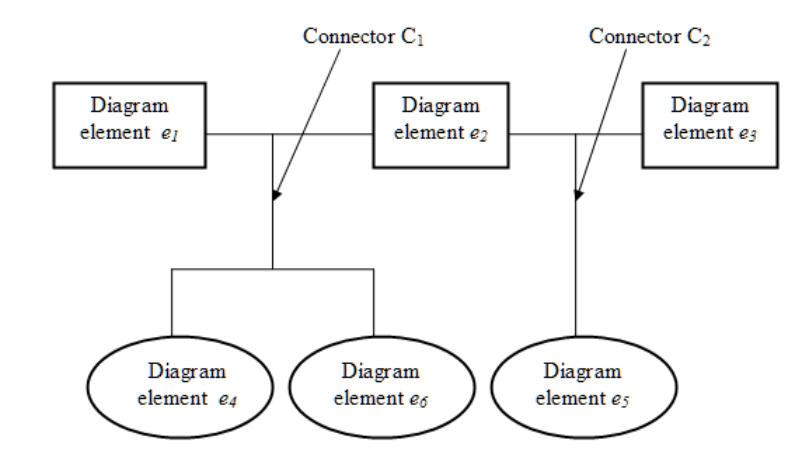 Connector C1
Connector C2
Diagram
element e1
Diagram
element e2
Diagram
element e3
Diagram
element e4
Diagram
element e6
Diagram
element e5